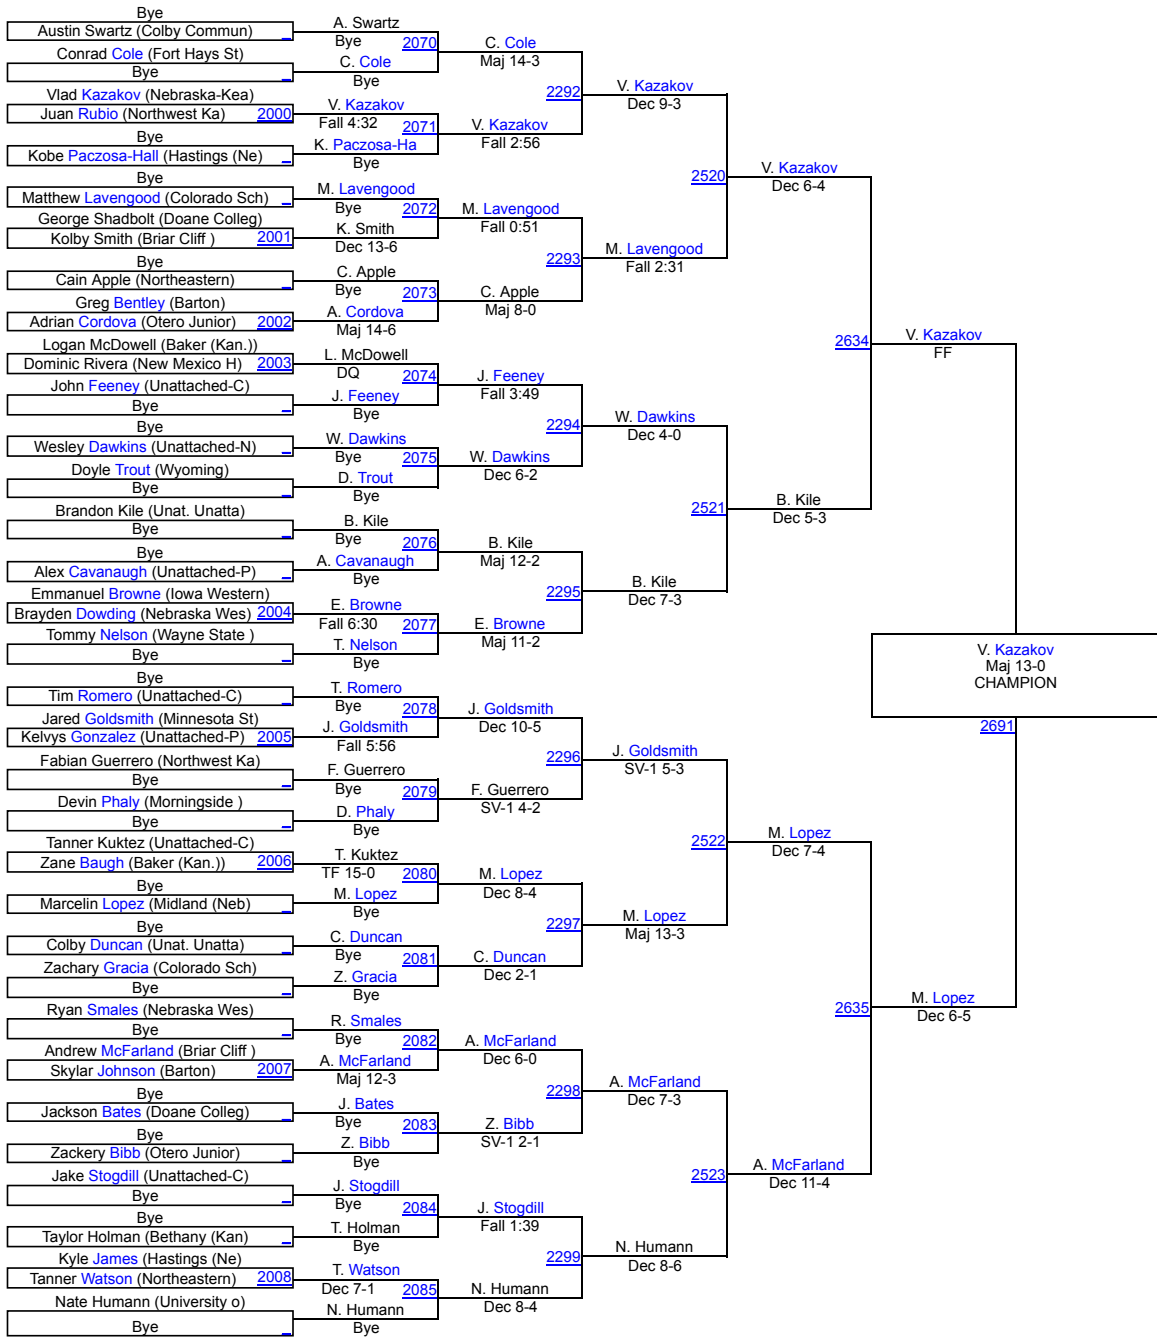 Bye
Austin Swartz (Colby Commun)
Conrad Cole (Fort Hays St)
Bye
Vlad Kazakov (Nebraska-Kea)
Juan Rubio (Northwest Ka) 2000
Bye
Kobe Paczosa-Hall (Hastings (Ne)
Bye
Matthew Lavengood (Colorado Sch)
George Shadbolt (Doane Colleg)
Kolby Smith (Briar Cliff ) 2001
Bye
Cain Apple (Northeastern)
Greg Bentley (Barton)
Adrian Cordova (Otero Junior) 2002
Logan McDowell (Baker (Kan.))
Dominic Rivera (New Mexico H) 2003
John Feeney (Unattached-C)
Bye
Bye
Wesley Dawkins (Unattached-N)
Doyle Trout (Wyoming)
Bye
Brandon Kile (Unat. Unatta)
Bye
Bye
Alex Cavanaugh (Unattached-P)
Emmanuel Browne (Iowa Western)
Brayden Dowding (Nebraska Wes) 2004
Tommy Nelson (Wayne State )
Bye
Bye
Tim Romero (Unattached-C)
Jared Goldsmith (Minnesota St)
Kelvys Gonzalez (Unattached-P) 2005
Fabian Guerrero (Northwest Ka)
Bye
Devin Phaly (Morningside )
Bye
Tanner Kuktez (Unattached-C)
Zane Baugh (Baker (Kan.)) 2006
Bye
Marcelin Lopez (Midland (Neb)
Bye
Colby Duncan (Unat. Unatta)
Zachary Gracia (Colorado Sch)
Bye
Ryan Smales (Nebraska Wes)
Bye
Andrew McFarland (Briar Cliff )
Skylar Johnson (Barton) 2007
Bye
Jackson Bates (Doane Colleg)
Bye
Zackery Bibb (Otero Junior)
Jake Stogdill (Unattached-C)
Bye
Bye
Taylor Holman (Bethany (Kan)
Kyle James (Hastings (Ne)
Tanner Watson (Northeastern) 2008
Nate Humann (University o)
Bye
A. Swartz
Bye 2070
C. Cole
Bye
V. Kazakov
Fall 4:32 2071
K. Paczosa-Ha
Bye
M. Lavengood
Bye 2072
K. Smith
Dec 13-6
C. Apple
Bye 2073
A. Cordova
Maj 14-6
L. McDowell
DQ 2074
J. Feeney
Bye
W. Dawkins
Bye 2075
D. Trout
Bye
B. Kile
Bye 2076
A. Cavanaugh
Bye
E. Browne
Fall 6:30 2077
T. Nelson
Bye
T. Romero
Bye 2078
J. Goldsmith
Fall 5:56
F. Guerrero
Bye 2079
D. Phaly
Bye
T. Kuktez
TF 15-0 2080
M. Lopez
Bye
C. Duncan
Bye 2081
Z. Gracia
Bye
R. Smales
Bye 2082
A. McFarland
Maj 12-3
J. Bates
Bye 2083
Z. Bibb
Bye
J. Stogdill
Bye 2084
T. Holman
Bye
T. Watson
Dec 7-1 2085
N. Humann
Bye
C. Cole
Maj 14-3
2292
V. Kazakov
Fall 2:56
M. Lavengood
Fall 0:51
2293
C. Apple
Maj 8-0
J. Feeney
Fall 3:49
2294
W. Dawkins
Dec 6-2
B. Kile
Maj 12-2
2295
E. Browne
Maj 11-2
J. Goldsmith
Dec 10-5
2296
F. Guerrero
SV-1 4-2
M. Lopez
Dec 8-4
2297
C. Duncan
Dec 2-1
A. McFarland
Dec 6-0
2298
Z. Bibb
SV-1 2-1
J. Stogdill
Fall 1:39
2299
N. Humann
Dec 8-4
V. Kazakov
Dec 9-3
2520
M. Lavengood
Fall 2:31
W. Dawkins
Dec 4-0
2521
B. Kile
Dec 7-3
J. Goldsmith
SV-1 5-3
2522
M. Lopez
Maj 13-3
A. McFarland
Dec 7-3
2523
N. Humann
Dec 8-6
V. Kazakov
Dec 6-4
2634
B. Kile
Dec 5-3
M. Lopez
Dec 7-4
2635
A. McFarland
Dec 11-4
V. Kazakov
FF
M. Lopez
Dec 6-5
V. Kazakov
Maj 13-0
CHAMPION
2691